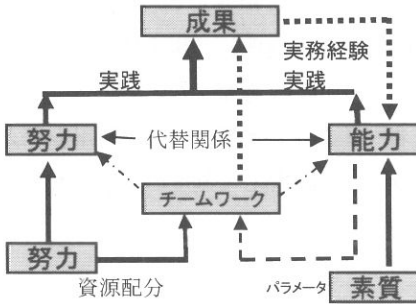 成果
実務経験
実践
実践
努力
代替関係
能力
チームワーク
努力
資源配分
パラメータ
素質